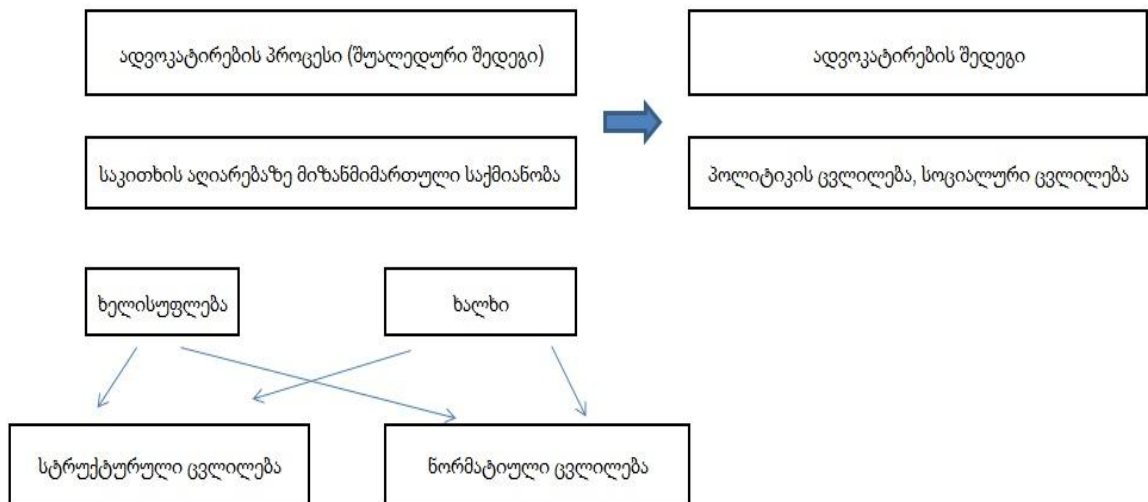 ადვოკატირების პროცესი (შუალედური შედეგი)
ადვოკატირების შედეგი
საკითხის აღიარებაზე მიზანმიმართული საქმიანობა
პოლიტიკის ცვლილება, სოციალური ცვლილება
ხელისუფლება
ხალხი
სტრუქტურული ცვლილება
ნორმატიული ცვლილება